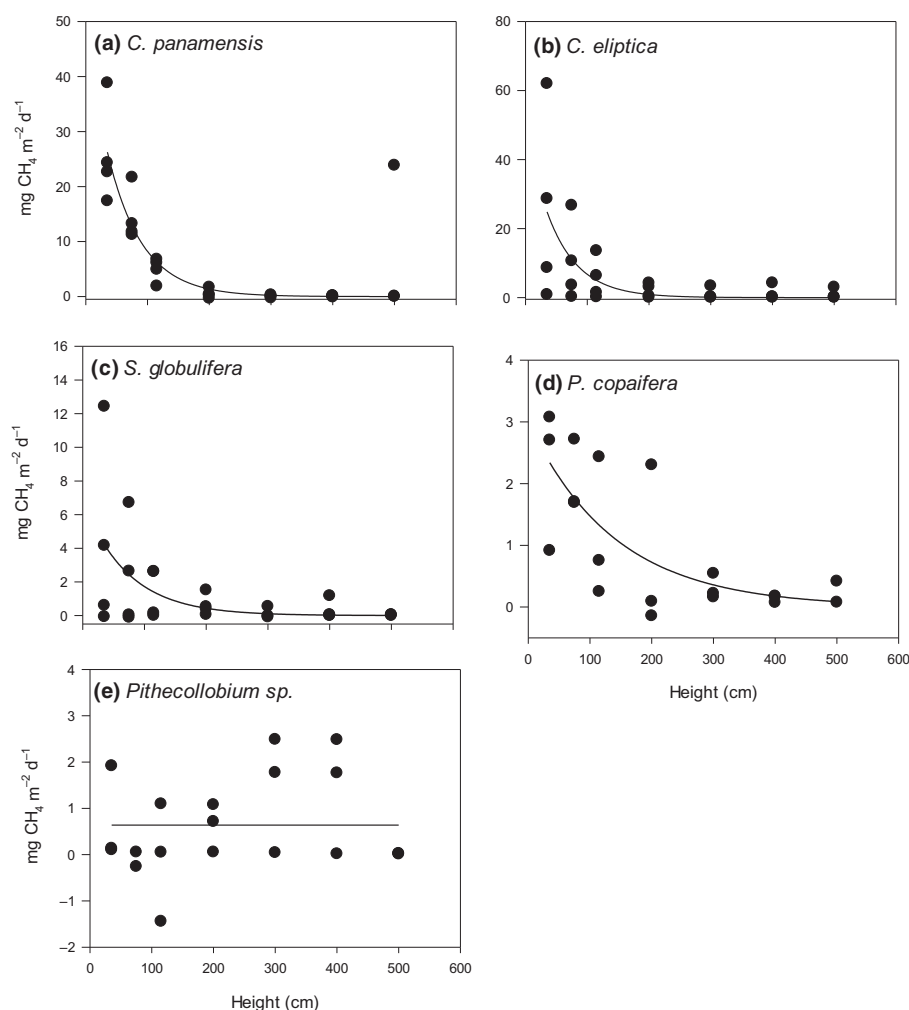 (a) C. panamensis
50
40
30
20
10
0
mg CH₄ m⁻² d⁻¹
(b) C. eliptica
80
60
40
20
0
(c) S. globulifera
16
14
12
10
8
6
4
2
0
mg CH₄ m⁻² d⁻¹
(d) P. copaifera
4
3
2
1
0
0 100 200 300 400 500 600
Height (cm)
(e) Pithecollobium sp.
4
3
2
1
0
–1
–2
mg CH₄ m⁻² d⁻¹
0 100 200 300 400 500 600
Height (cm)